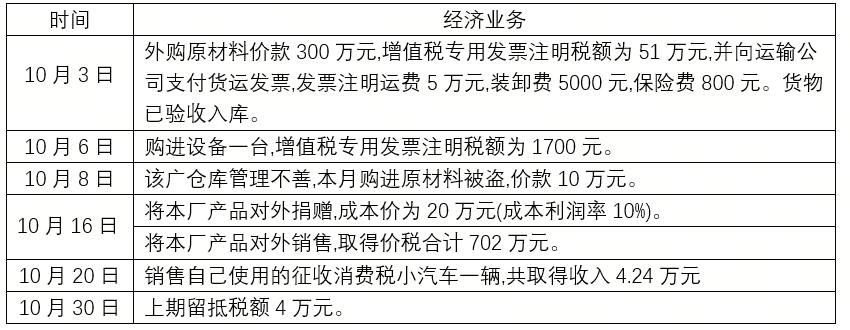 时间 经济业务
外购原材料价款 300 万元,增值税专用发票注明税额为 51 万元,并向运输公
10 月 3 日 司支付货运发票,发票注明运费 5 万元,装卸费 5000 元,保险费 800 元。货物
已验收入库。
10 月 6 日 购进设备一台,增值税专用发票注明税额为 1700 元。
10 月 8 日 该广仓库管理不善,本月购进原材料被盗,价款 10 万元。
10 月 16 日 将本厂产品对外捐赠,成本价为 20 万元(成本利润率 10%)。
将本厂产品对外销售,取得价税合计 702 万元。
10 月 20 日 销售自己使用的征收消费税小汽车一辆,共取得收入 4.24 万元
10 月 30 日 上期留抵税额 4 万元。